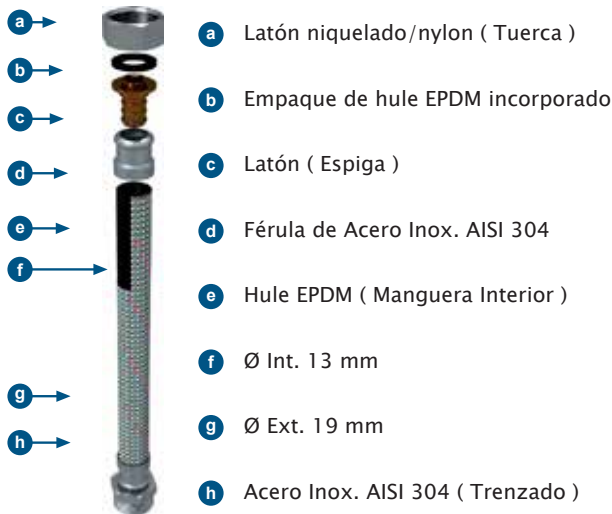 a
b
c
d
e
f
g
h
a Latón niquelado/nylon ( Tuerca )
b Empaque de hule EPDM incorporado
c Latón ( Espiga )
d Férula de Acero Inox. AISI 304
e Hule EPDM ( Manguera Interior )
f Ø Int. 13 mm
g Ø Ext. 19 mm
h Acero Inox. AISI 304 ( Trenzado )